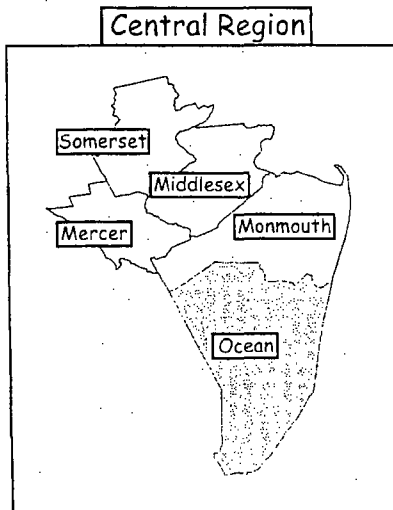 Central Region
Somerset
Middlesex
Mercer
Monmouth
Ocean